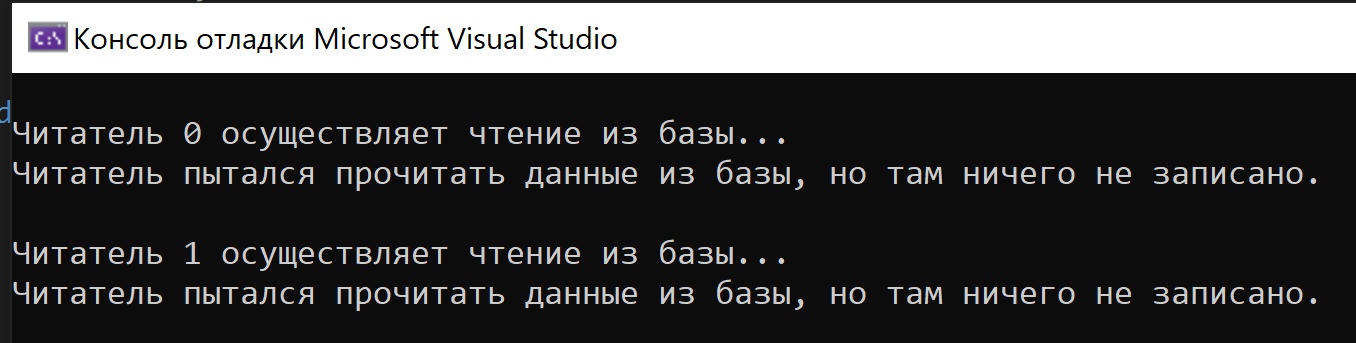 C:\
Консоль отладки Microsoft Visual Studio
d
Читатель 0 осуществляет чтение из базы...
Читатель пытался прочитать данные из базы, но там ничего не записано.
Читатель 1 осуществляет чтение из базы...
Читатель пытался прочитать данные из базы, но там ничего не записано.